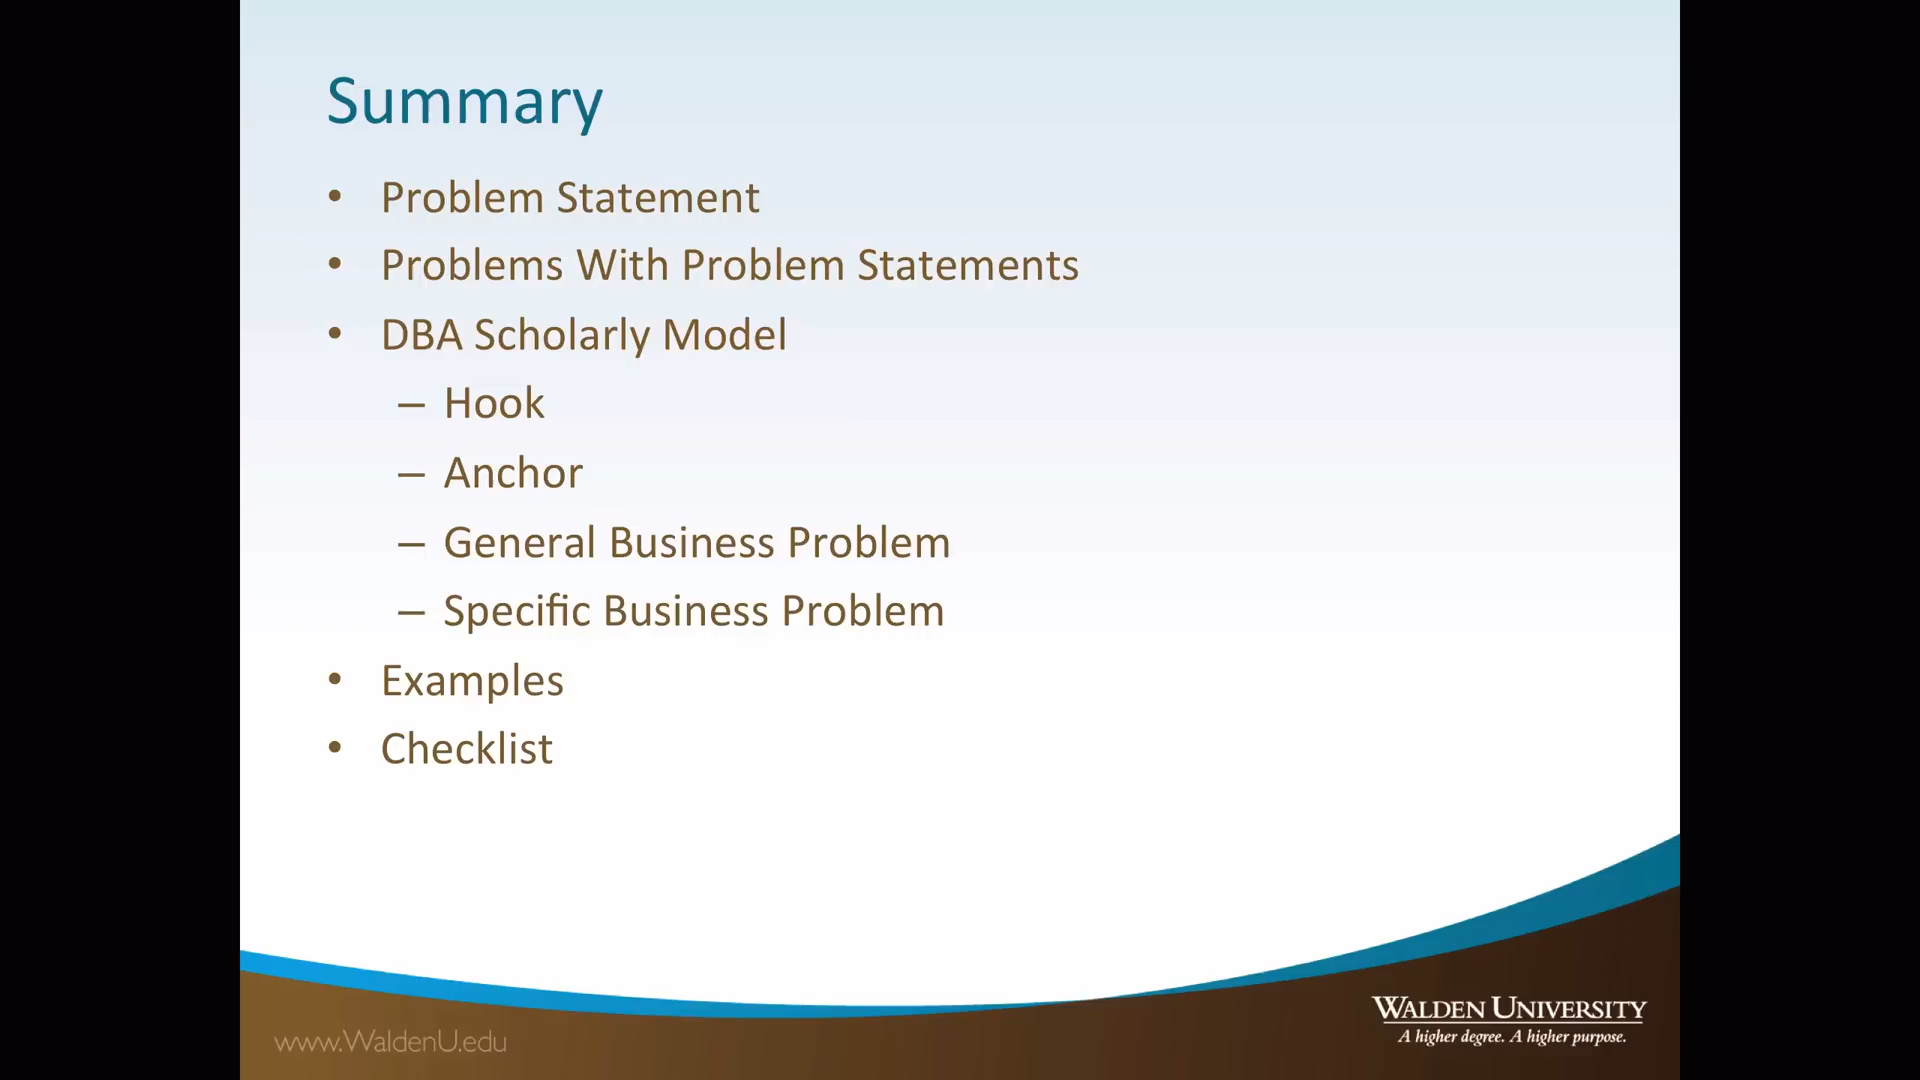 Summary
• Problem Statement
• Problems With Problem Statements
• DBA Scholarly Model
– Hook
– Anchor
– General Business Problem
– Specific Business Problem
• Examples
• Checklist
www.WaldenU.edu
WALDEN UNIVERSITY
A higher degree. A higher purpose.